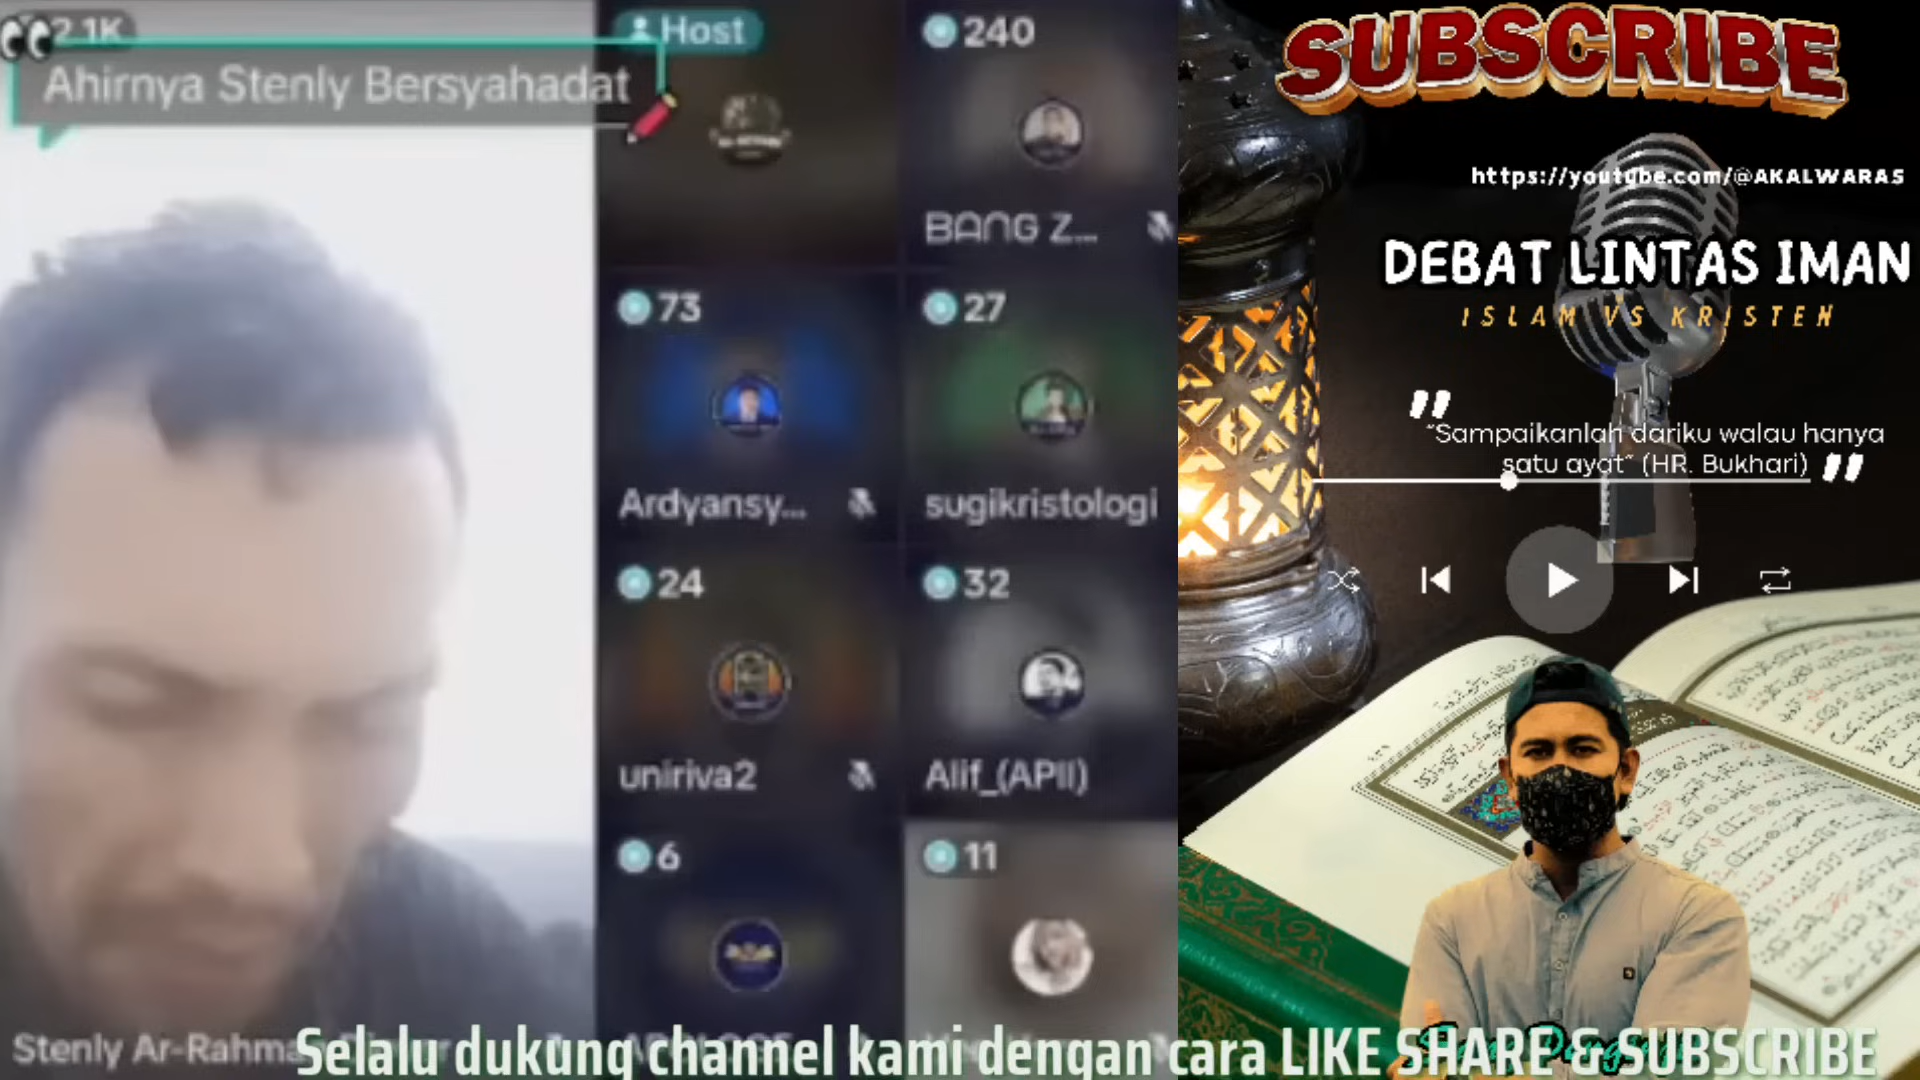 2.1K
Ahirnya Stenly Bersyahadat
Host
240
BANG Z...
73
Ardyansy...
27
sugikristologi
24
uniriva2
32
Alif_(APII)
6
11
Stenly Ar-Rahma
Selalu dukung channel kami dengan cara LIKE SHARE & SUBSCRIBE
SUBSCRIBE
https://youtube.com/@AKALWARAS
DEBAT LINTAS IMAN
ISLAM VS KRISTEN
"Sampaikanlah dariku walau hanya
satu ayat" (HR. Bukhari)